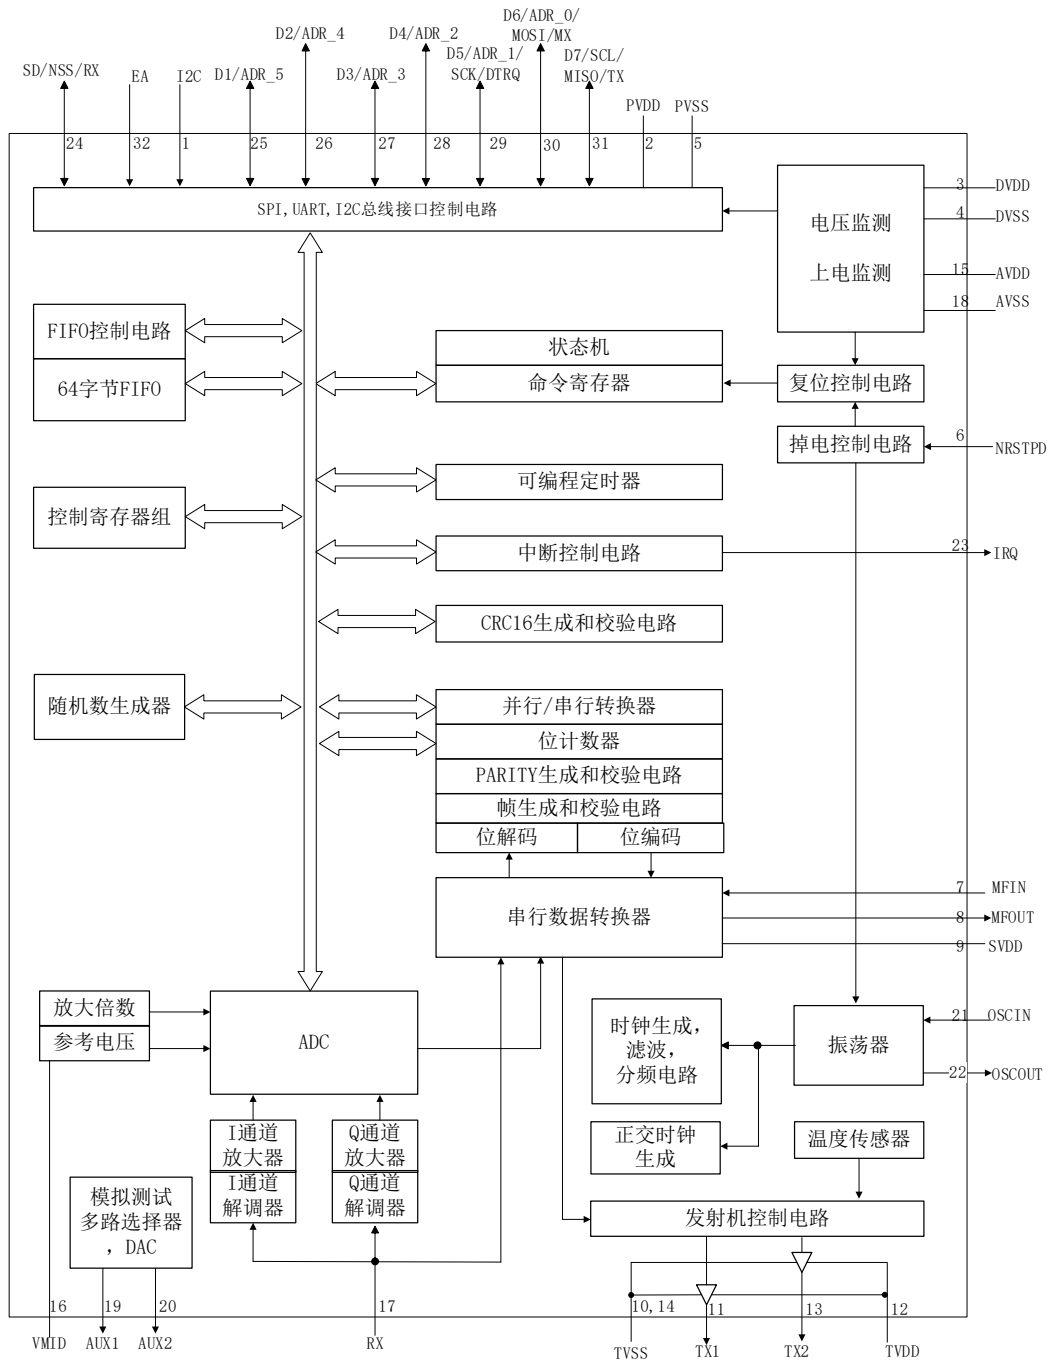 D6/ADR_0/
MOSI/MX
D2/ADR_4
D4/ADR_2
D5/ADR_1/
SCK/DTRQ
D7/SCL/
MISO/TX
SD/NSS/RX
EA
I2C
D1/ADR_5
D3/ADR_3
PVDD
PVSS
24
32
1
25
26
27
28
29
30
31
2
5
SPI,UART,I2C总线接口控制电路
电压监测
上电监测
3
DVDD
4
DVSS
15
AVDD
18
AVSS
FIFO控制电路
64字节FIFO
状态机
命令寄存器
复位控制电路
掉电控制电路
6
NRSTPD
可编程定时器
控制寄存器组
中断控制电路
23
IRQ
CRC16生成和校验电路
随机数生成器
并行/串行转换器
位计数器
PARITY生成和校验电路
帧生成和校验电路
位解码
位编码
串行数据转换器
7
MFIN
8
MFOUT
9
SVDD
放大倍数
参考电压
ADC
时钟生成,
滤波,
分频电路
振荡器
21
OSCIN
22
OSCOUT
I通道
放大器
Q通道
放大器
正交时钟
生成
温度传感器
I通道
解调器
Q通道
解调器
模拟测试
多路选择器
,DAC
发射机控制电路
16
19
20
17
10,14
11
13
12
VMID
AUX1
AUX2
RX
TVSS
TX1
TX2
TVDD